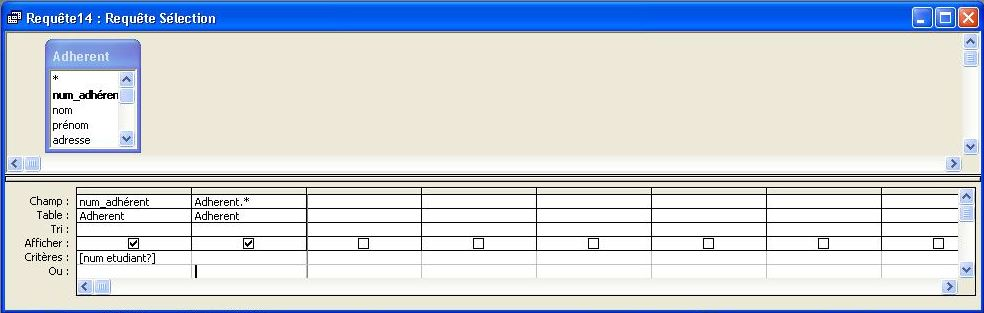 Requête14 : Requête Sélection
Adherent
*
num_adhéren
nom
prénom
adresse
Champ : num_adhérent Adherent.*
Table : Adherent Adherent
Tri :
Afficher :
Critères : [num etudiant?]
Ou :